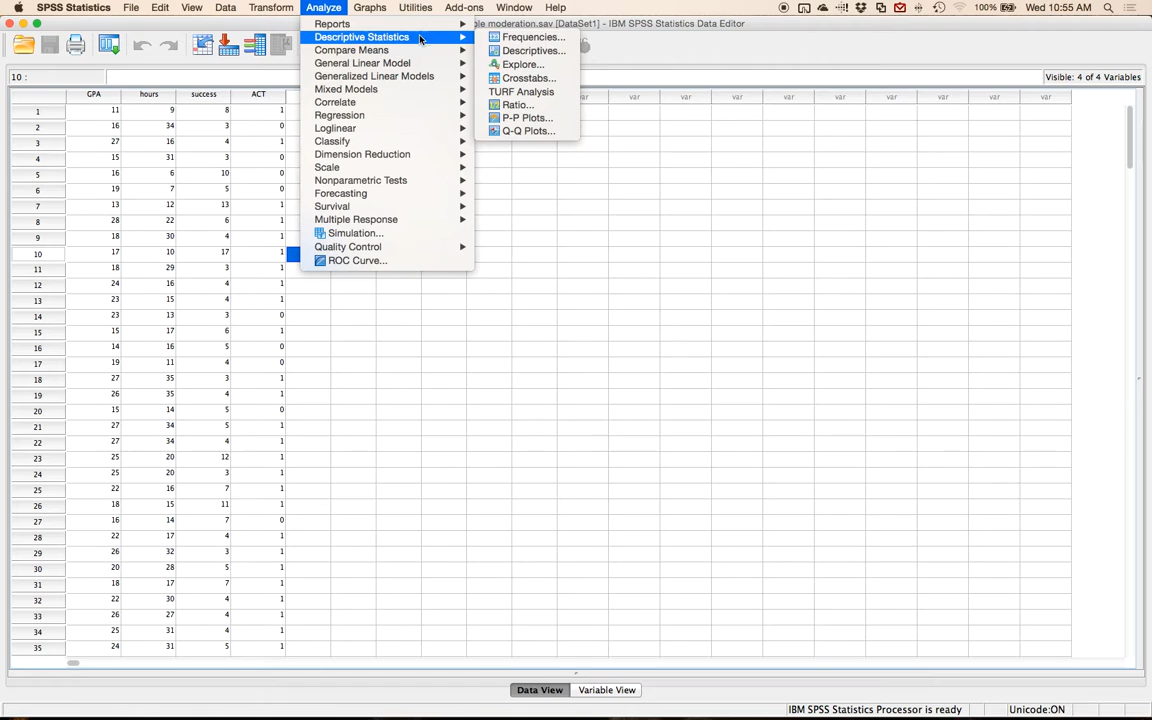 SPSS Statistics File Edit View Data Transform Analyze Graphs Utilities Add-ons Window Help 100% Wed 10:55 AM
le moderation.sav [DataSet1] - IBM SPSS Statistics Data Editor
10 : Visible: 4 of 4 Variables
Reports
Descriptive Statistics
Compare Means
General Linear Model
Generalized Linear Models
Mixed Models
Correlate
Regression
Loglinear
Classify
Dimension Reduction
Scale
Nonparametric Tests
Forecasting
Survival
Multiple Response
Simulation...
Quality Control
ROC Curve...
Frequencies...
Descriptives...
Explore...
Crosstabs...
TURF Analysis
Ratio...
P-P Plots...
Q-Q Plots...
GPA hours success ACT var var var var var var var var var var
1 11 9 8 1
2 16 34 3 0
3 27 16 4 1
4 15 31 3 0
5 16 6 10 0
6 19 7 5 0
7 13 12 13 1
8 28 22 6 1
9 18 30 4 1
10 17 10 17 1
11 18 29 3 1
12 24 16 4 1
13 23 15 4 1
14 23 13 3 0
15 15 17 6 1
16 14 16 5 0
17 19 11 4 0
18 27 35 3 1
19 26 35 4 1
20 15 14 5 0
21 27 34 5 1
22 27 34 4 1
23 25 20 12 1
24 25 20 3 1
25 22 16 7 1
26 18 15 11 1
27 16 14 7 0
28 22 17 4 1
29 26 32 3 1
30 20 28 5 1
31 18 17 7 1
32 22 30 4 1
33 26 27 4 1
34 25 31 4 1
35 24 31 5 1
Data View Variable View
IBM SPSS Statistics Processor is ready Unicode:ON